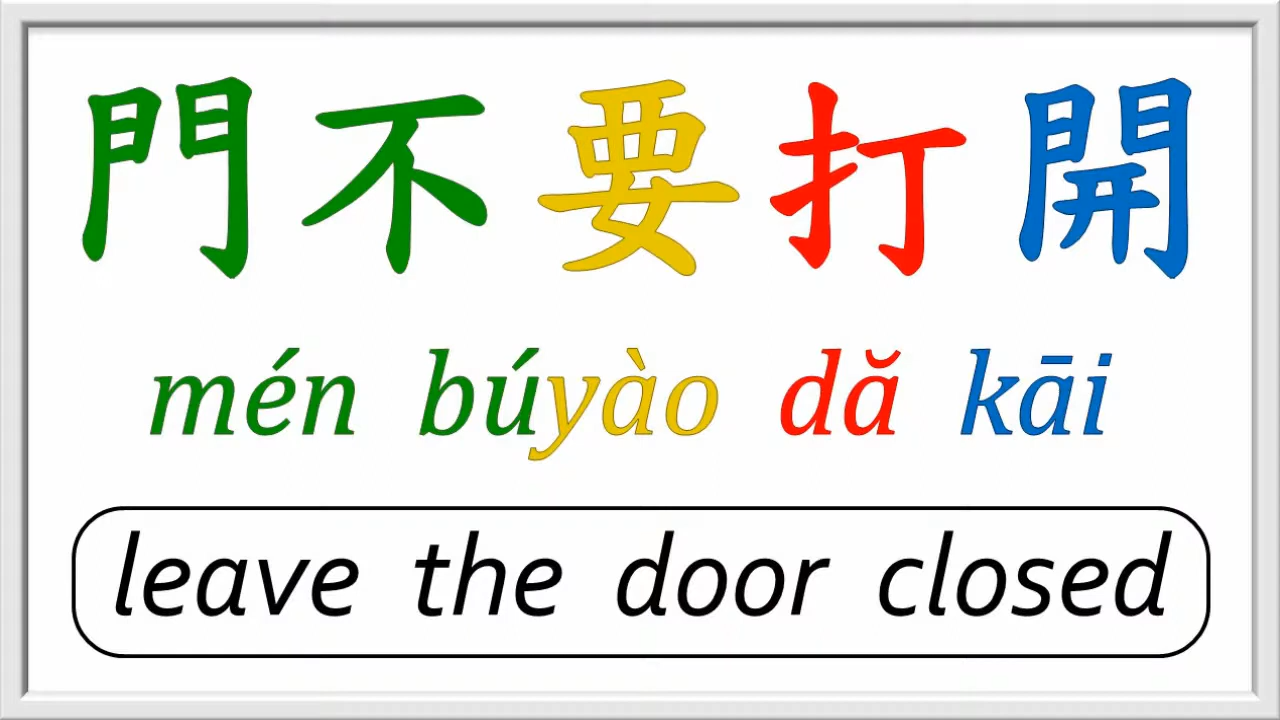 門不要打開
mén búyào dă kāi
leave the door closed